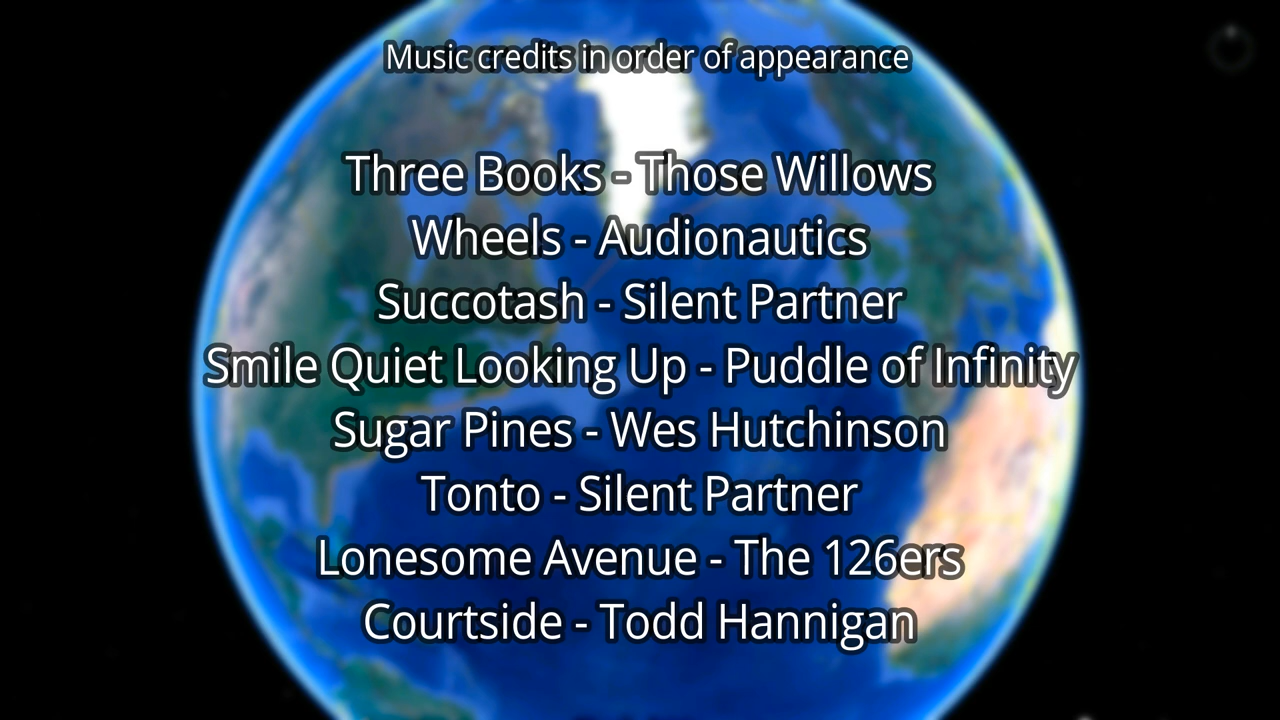 Music credits in order of appearance
Three Books - Those Willows
Wheels - Audionautics
Succotash - Silent Partner
Smile Quiet Looking Up - Puddle of Infinity
Sugar Pines - Wes Hutchinson
Tonto - Silent Partner
Lonesome Avenue - The 126ers
Courtside - Todd Hannigan